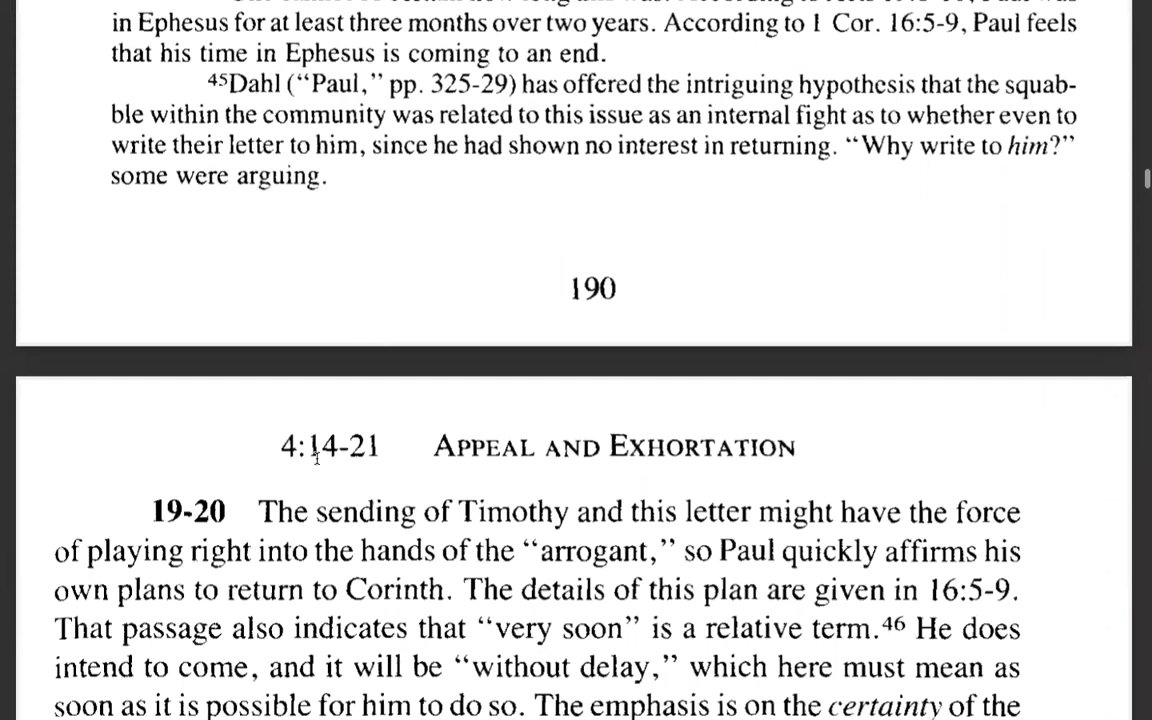 in Ephesus for at least three months over two years. According to 1 Cor. 16:5-9, Paul feels
that his time in Ephesus is coming to an end.
45Dahl (“Paul,” pp. 325-29) has offered the intriguing hypothesis that the squab-
ble within the community was related to this issue as an internal fight as to whether even to
write their letter to him, since he had shown no interest in returning. “Why write to him?”
some were arguing.
190
4:14-21 APPEAL AND EXHORTATION
19-20 The sending of Timothy and this letter might have the force
of playing right into the hands of the “arrogant,” so Paul quickly affirms his
own plans to return to Corinth. The details of this plan are given in 16:5-9.
That passage also indicates that “very soon” is a relative term.46 He does
intend to come, and it will be “without delay,” which here must mean as
soon as it is possible for him to do so. The emphasis is on the certainty of the